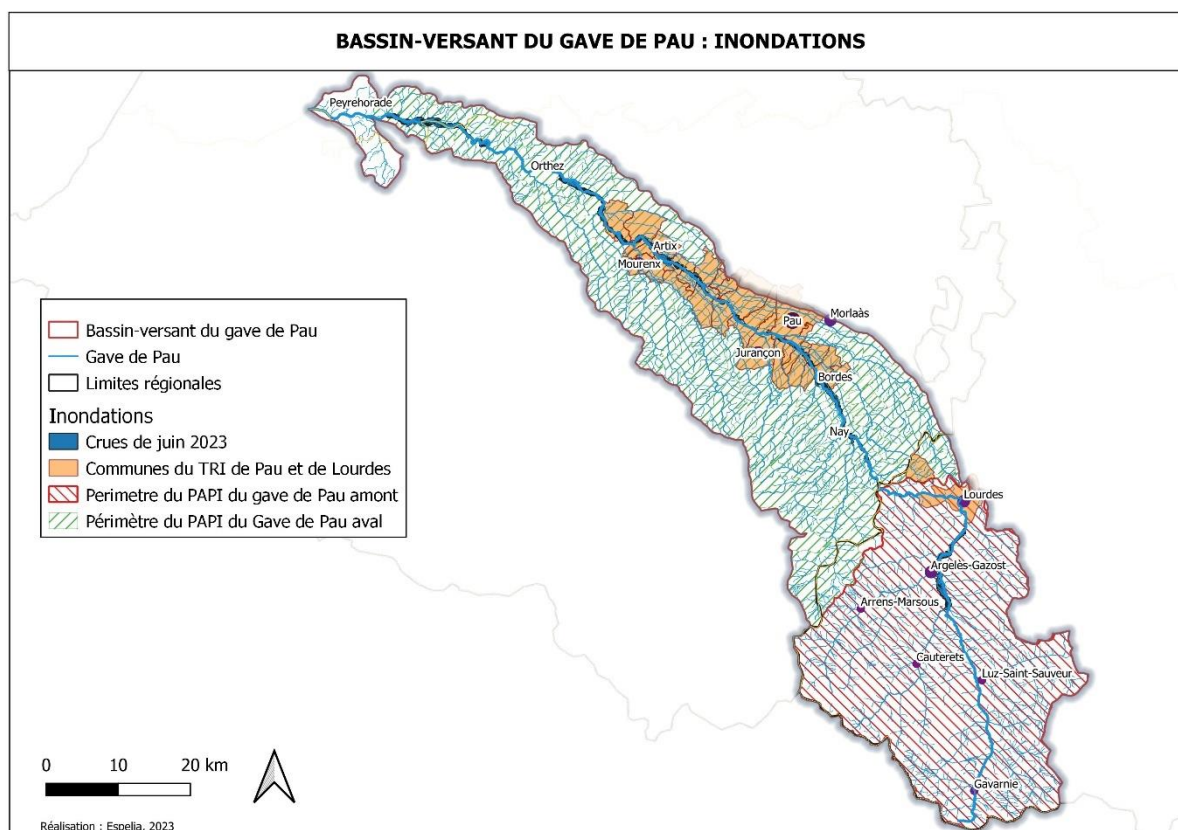 BASSIN-VERSANT DU GAVE DE PAU : INONDATIONS
Peyrehorade
Orthez
Artix
Mourenx
Pau
Morlaàs
Jurançon
Bordes
Nay
Lourdes
Argelès-Gazost
Arrens-Marsous
Cauterets
Luz-Saint-Sauveur
Gavarnie
Bassin-versant du gave de Pau
Gave de Pau
Limites régionales
Inondations
Crues de juin 2023
Communes du TRI de Pau et de Lourdes
Perimetre du PAPI du gave de Pau amont
Périmètre du PAPI du Gave de Pau aval
0 10 20 km
Réalisation : Espelia, 2023